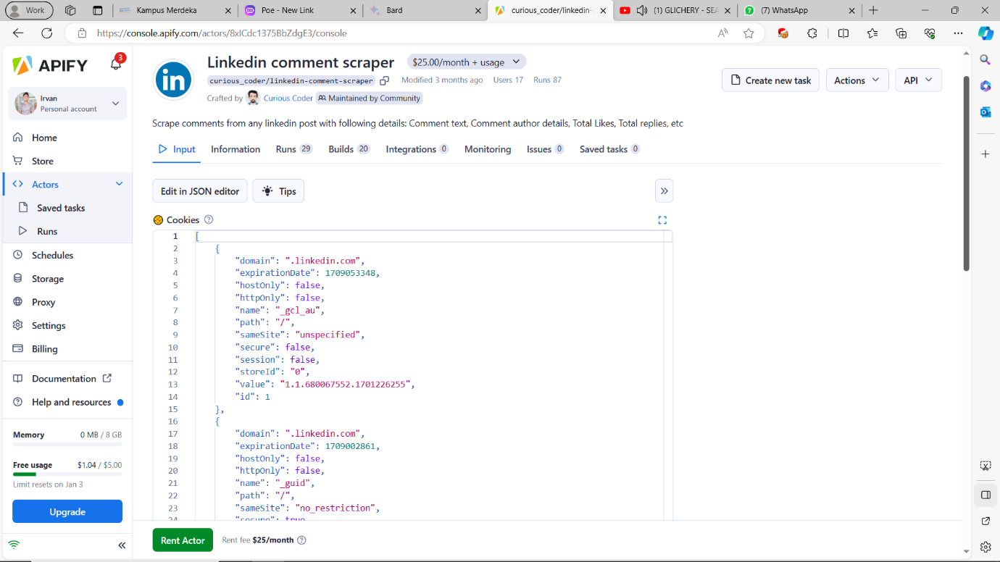 Work
Kampus Merdeka
Poe - New Link
Bard
curious_coder/linkedin-
(1) GLICHERY - SEA
(7) WhatsApp
https://console.apify.com/actors/8xICdc1375BbZdgE3/console
APIFY
3
Irvan
Personal account
Home
Store
Actors
Saved tasks
Runs
Schedules
Storage
Proxy
Settings
Billing
Documentation
Help and resources
Memory 0 MB / 8 GB
Free usage $1.04 / $5.00
Limit resets on Jan 3
Upgrade
in
Linkedin comment scraper $25.00/month + usage
curious_coder/linkedin-comment-scraper Modified 3 months ago Users 17 Runs 87
Crafted by Curious Coder Maintained by Community
Create new task Actions API
Scrape comments from any linkedin post with following details: Comment text, Comment author details, Total Likes, Total replies, etc
Input Information Runs 29 Builds 20 Integrations 0 Monitoring Issues 0 Saved tasks 0
Edit in JSON editor Tips
Cookies
1 [
2 {
3 "domain": ".linkedin.com",
4 "expirationDate": 1709053348,
5 "hostOnly": false,
6 "httpOnly": false,
7 "name": "_gcl_au",
8 "path": "/",
9 "sameSite": "unspecified",
10 "secure": false,
11 "session": false,
12 "storeId": "0",
13 "value": "1.1.680067552.1701226255",
14 "id": 1
15 },
16 {
17 "domain": ".linkedin.com",
18 "expirationDate": 1709002861,
19 "hostOnly": false,
20 "httpOnly": false,
21 "name": "_guid",
22 "path": "/",
23 "sameSite": "no_restriction",
24 "secure": true
Rent Actor Rent fee $25/month